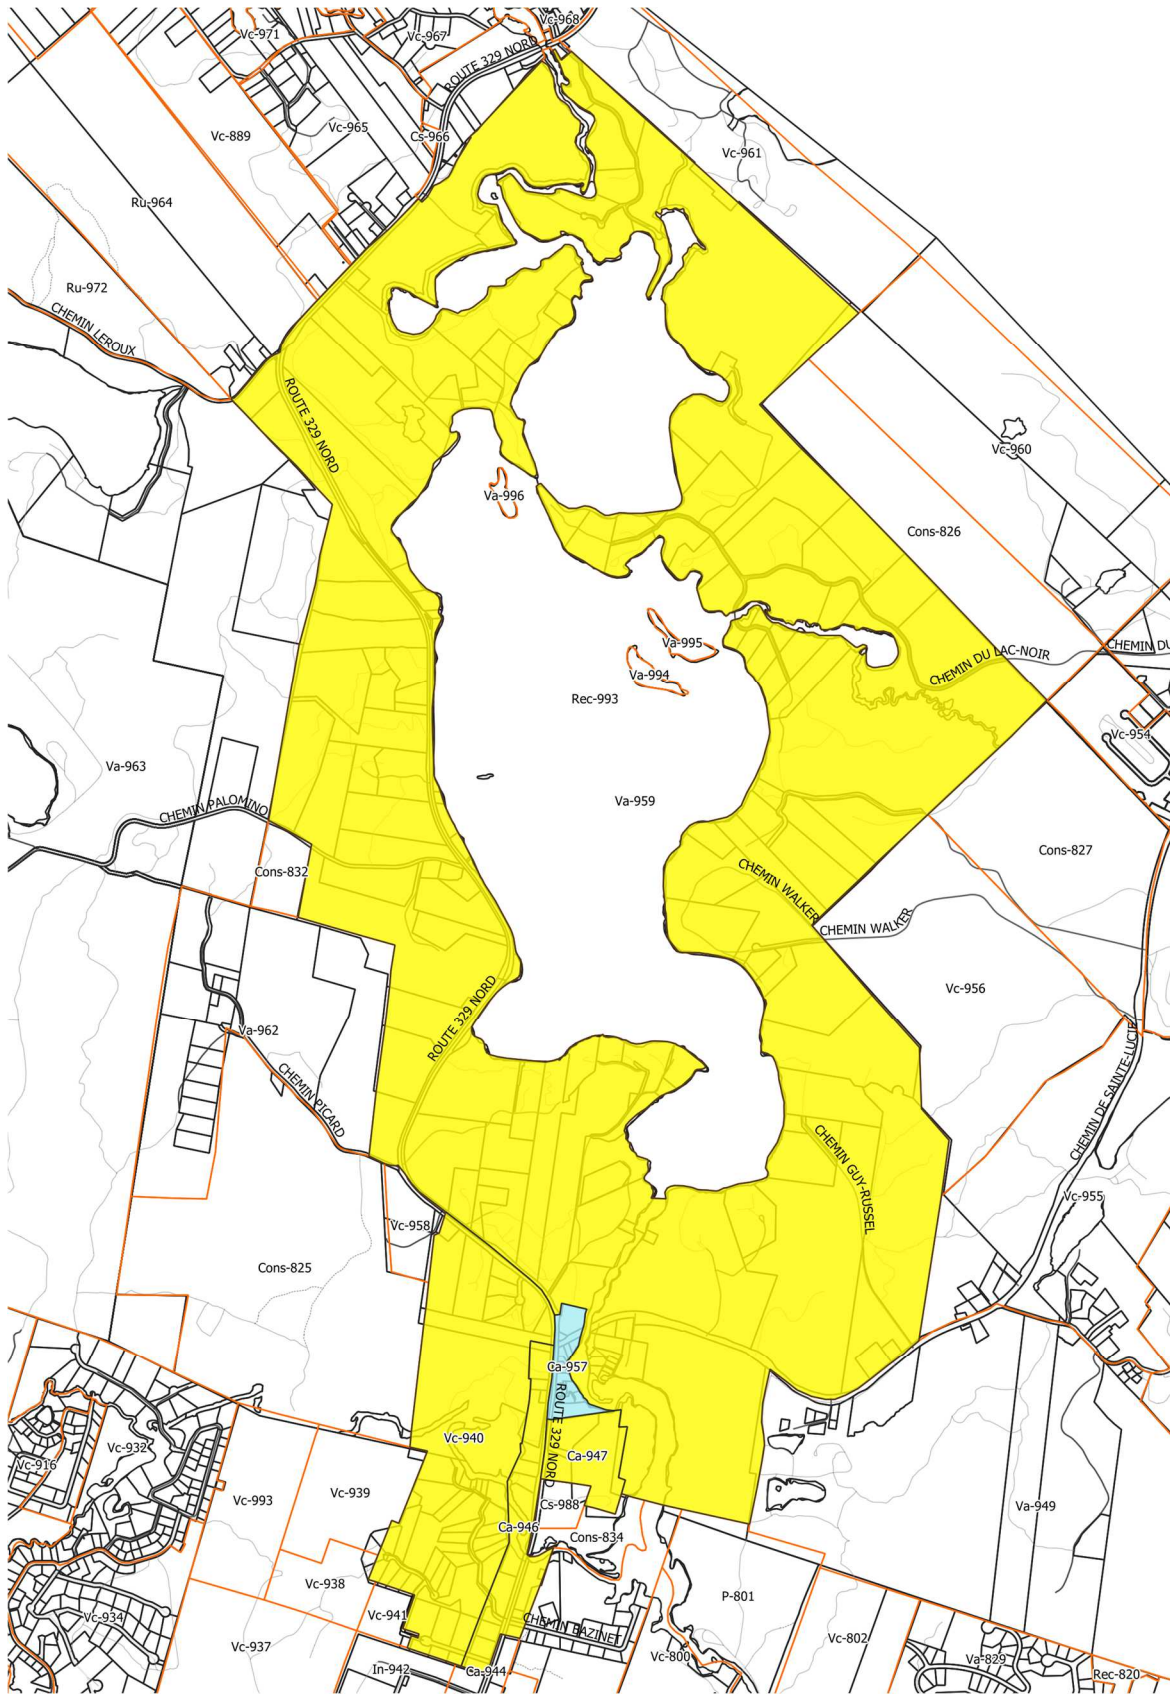 Vc-968
Vc-971
Vc-967
ROUTE 329 NORD
Vc-965
Vc-889
Cs-966
Vc-961
Ru-964
Ru-972
CHEMIN LEROUX
ROUTE 329 NORD
Vc-960
Va-996
Cons-826
Va-995
CHEMIN DU LAC-NOIR
CHEMIN DU
Va-994
Rec-993
Vc-954
Va-963
Va-959
CHEMIN PALOMINO
Cons-827
Cons-832
CHEMIN WALKER
CHEMIN WALKER
Vc-956
ROUTE 329 NORD
Va-962
CHEMIN PICARD
CHEMIN DE SAINTE-LUCIE
CHEMIN GUY-RUSSEL
Vc-955
Vc-958
Cons-825
Ca-957
ROUTE 329 NORD
Vc-940
Vc-932
Ca-947
Vc-916
Vc-939
Vc-993
Cs-988
Va-949
Ca-946
Cons-834
Vc-938
P-801
Vc-941
Vc-934
CHEMIN BAZINET
Vc-802
Vc-937
Vc-800
Va-829
In-942
Ca-944
Rec-820